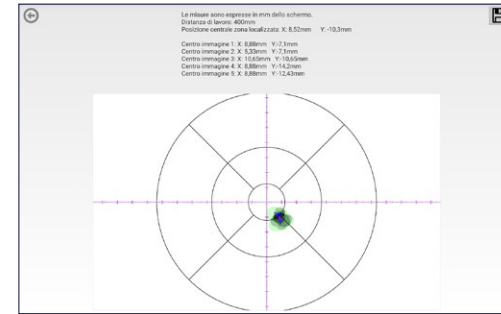 Le misure sono espresse in mm dello schermo.
Distanza di lavoro: 400mm
Posizione centrale zona localizzata: X: 8,52mm Y: -10,3mm
Centro immagine 1: X: 8,88mm Y:-7,1mm
Centro immagine 2: X: 5,33mm Y:-7,1mm
Centro immagine 3: X: 10,65mm Y:-10,65mm
Centro immagine 4: X: 8,88mm Y:-14,2mm
Centro immagine 5: X: 8,88mm Y:-12,43mm